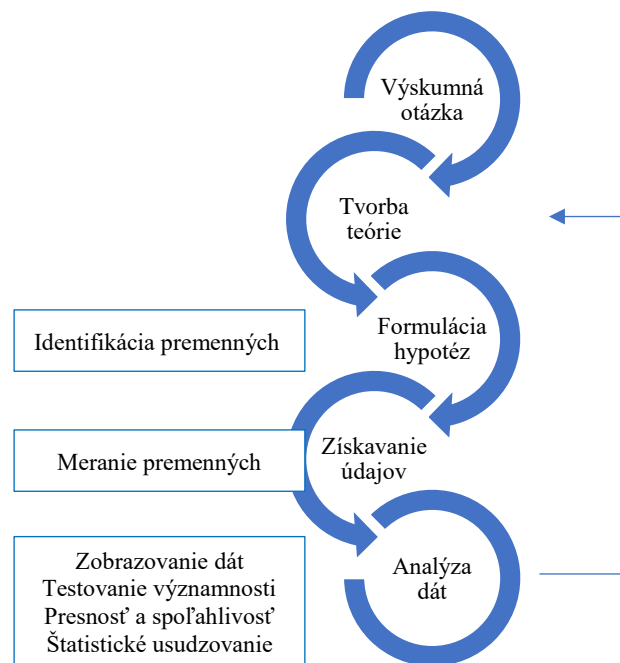 Výskumná
otázka
Tvorba
teórie
Identifikácia premenných
Formulácia
hypotéz
Meranie premenných
Získavanie
údajov
Zobrazovanie dát
Testovanie významnosti
Presnosť a spoľahlivosť
Štatistické usudzovanie
Analýza
dát